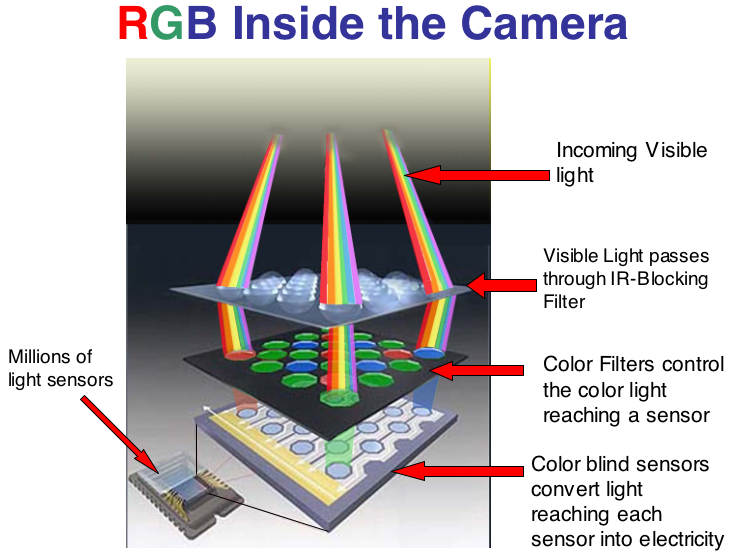 RGB Inside the Camera
Incoming Visible
light
Visible Light passes
through IR-Blocking
Filter
Millions of
light sensors
Color Filters control
the color light
reaching a sensor
Color blind sensors
convert light
reaching each
sensor into electricity